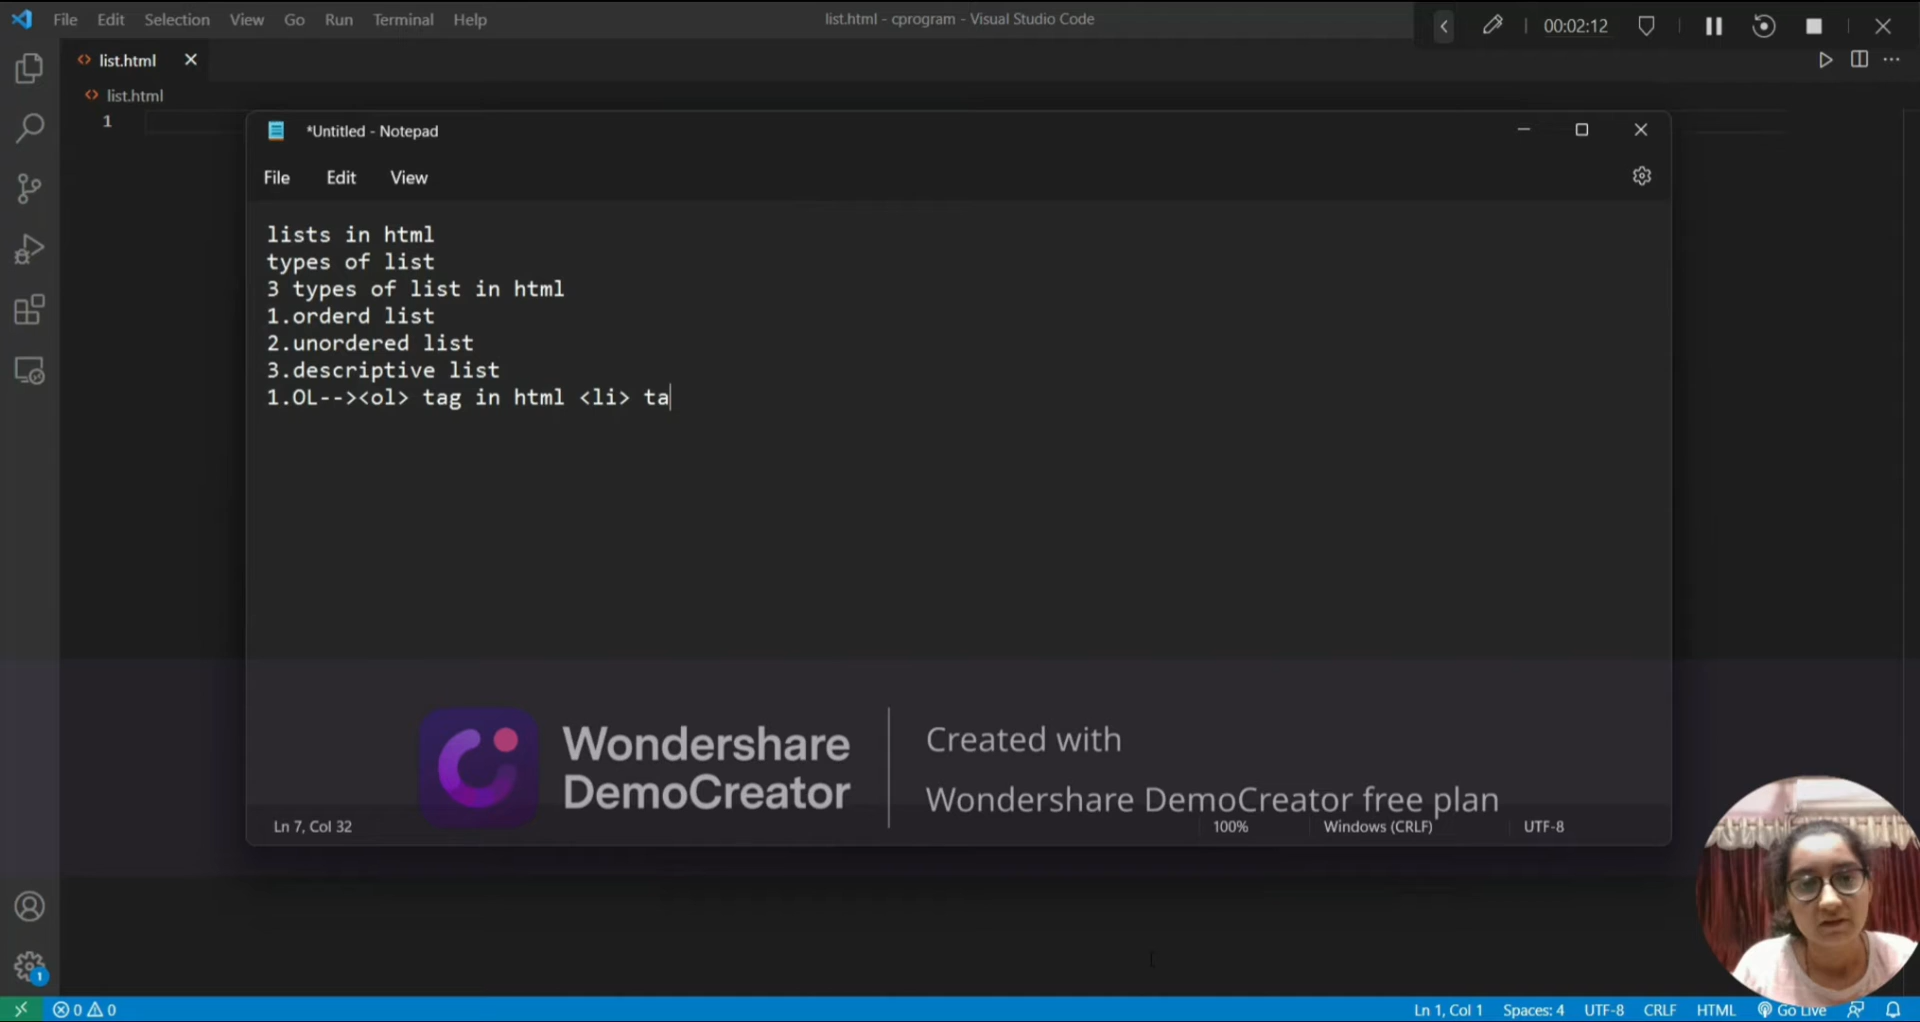 File Edit Selection View Go Run Terminal Help
list.html - cprogram - Visual Studio Code
00:02:12
list.html
list.html
1
*Untitled - Notepad
File Edit View
lists in html
types of list
3 types of list in html
1.orderd list
2.unordered list
3.descriptive list
1.OL--><ol> tag in html <li> ta
Wondershare
DemoCreator
Created with
Wondershare DemoCreator free plan
Ln 7, Col 32
100%
Windows (CRLF)
UTF-8
1
0 0
Ln 1, Col 1 Spaces: 4 UTF-8 CRLF HTML Go Live